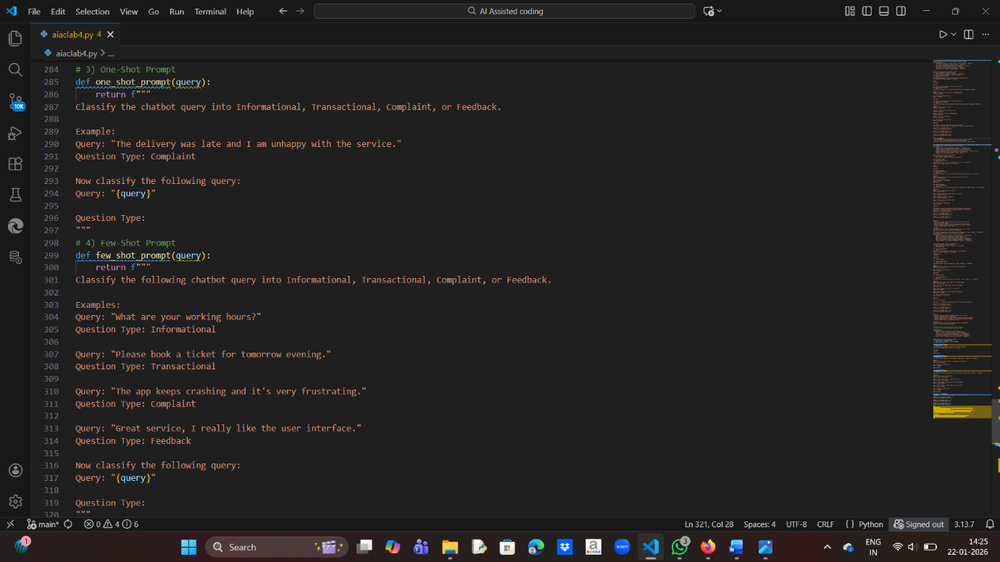 File Edit Selection View Go Run Terminal Help
AI Assisted coding
aiaclab4.py 4
aiaclab4.py > ...
284 # 3) One-Shot Prompt
285 def one_shot_prompt(query):
286     return f"""
287 Classify the chatbot query into Informational, Transactional, Complaint, or Feedback.
288
289 Example:
290 Query: "The delivery was late and I am unhappy with the service."
291 Question Type: Complaint
292
293 Now classify the following query:
294 Query: "{query}"
295
296 Question Type:
297 """
298 # 4) Few-Shot Prompt
299 def few_shot_prompt(query):
300     return f"""
301 Classify the following chatbot query into Informational, Transactional, Complaint, or Feedback.
302
303 Examples:
304 Query: "What are your working hours?"
305 Question Type: Informational
306
307 Query: "Please book a ticket for tomorrow evening."
308 Question Type: Transactional
309
310 Query: "The app keeps crashing and it's very frustrating."
311 Question Type: Complaint
312
313 Query: "Great service, I really like the user interface."
314 Question Type: Feedback
315
316 Now classify the following query:
317 Query: "{query}"
318
319 Question Type:
320 """
10K
main* 0 4 6
Ln 321, Col 28 Spaces: 4 UTF-8 CRLF {} Python Signed out 3.13.7
1
Search
a
zoom
3
ENG
IN
14:25
22-01-2026